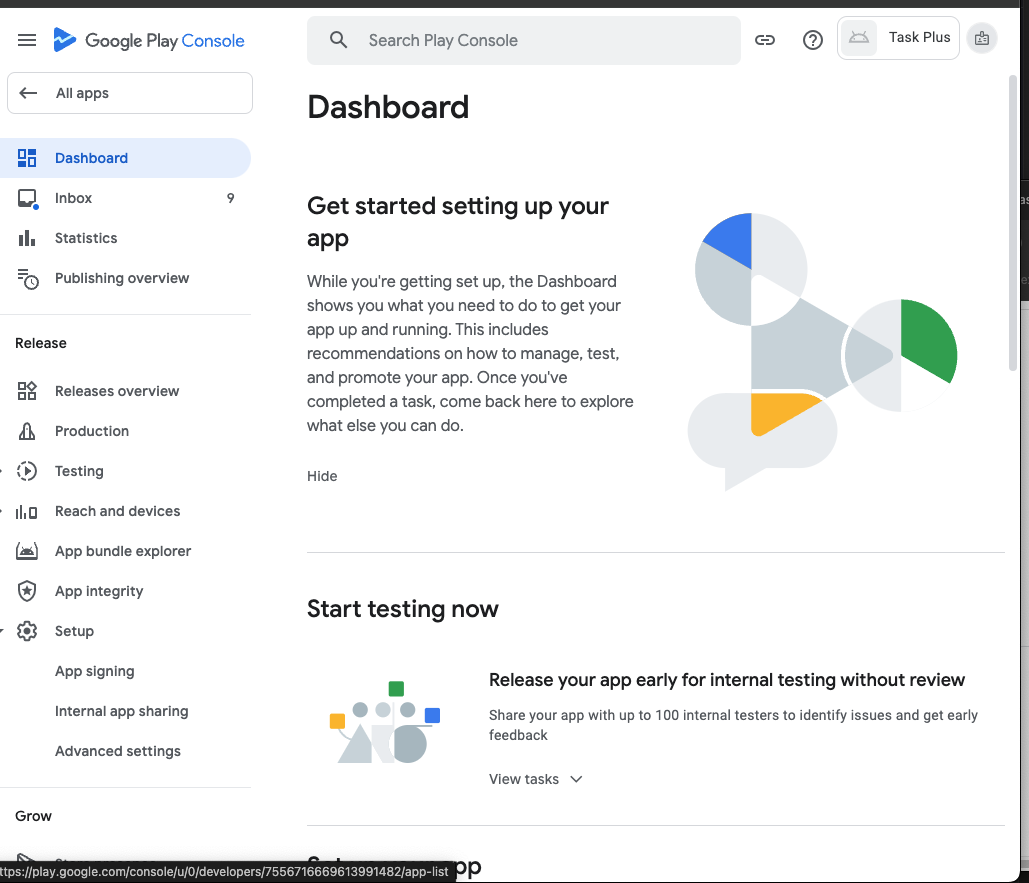 Google Play Console
Search Play Console
Task Plus
All apps
Dashboard
Inbox 9
Statistics
Publishing overview
Release
Releases overview
Production
Testing
Reach and devices
App bundle explorer
App integrity
Setup
App signing
Internal app sharing
Advanced settings
Grow
ttps://play.google.com/console/u/0/developers/7556716669613991482/app-list
Dashboard
Get started setting up your
app
While you're getting set up, the Dashboard
shows you what you need to do to get your
app up and running. This includes
recommendations on how to manage, test,
and promote your app. Once you've
completed a task, come back here to explore
what else you can do.
Hide
Start testing now
Release your app early for internal testing without review
Share your app with up to 100 internal testers to identify issues and get early
feedback
View tasks